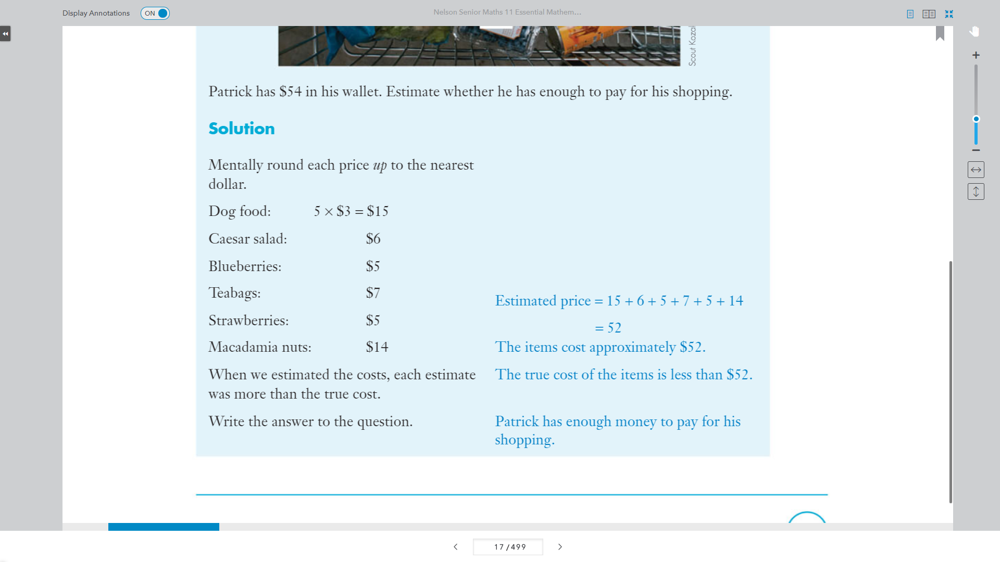 Display Annotations ON
Nelson Senior Maths 11 Essential Mathem...
Patrick has $54 in his wallet. Estimate whether he has enough to pay for his shopping.
Solution
Mentally round each price up to the nearest
dollar.
Dog food: 5 × $3 = $15
Caesar salad: $6
Blueberries: $5
Teabags: $7
Strawberries: $5
Macadamia nuts: $14
Estimated price = 15 + 6 + 5 + 7 + 5 + 14
= 52
The items cost approximately $52.
When we estimated the costs, each estimate
was more than the true cost.
The true cost of the items is less than $52.
Write the answer to the question.
Patrick has enough money to pay for his
shopping.
Scout
17 / 499